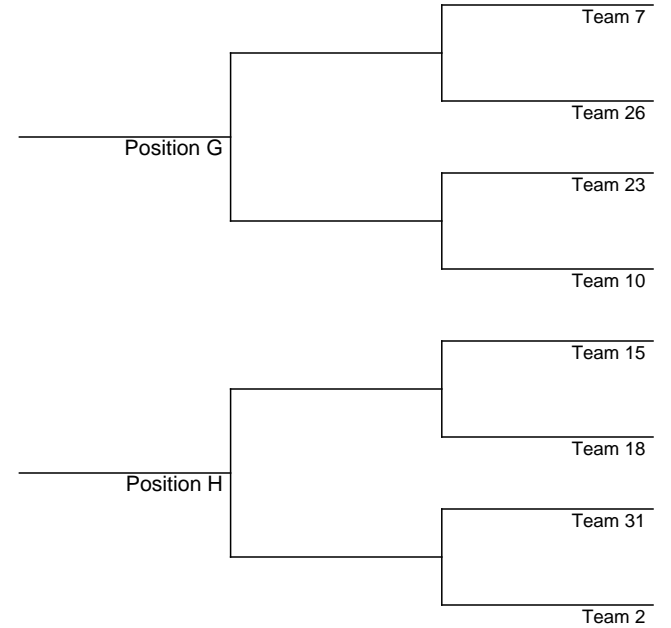 Team 7
Team 26
Position G
Team 23
Team 10
Team 15
Team 18
Position H
Team 31
Team 2